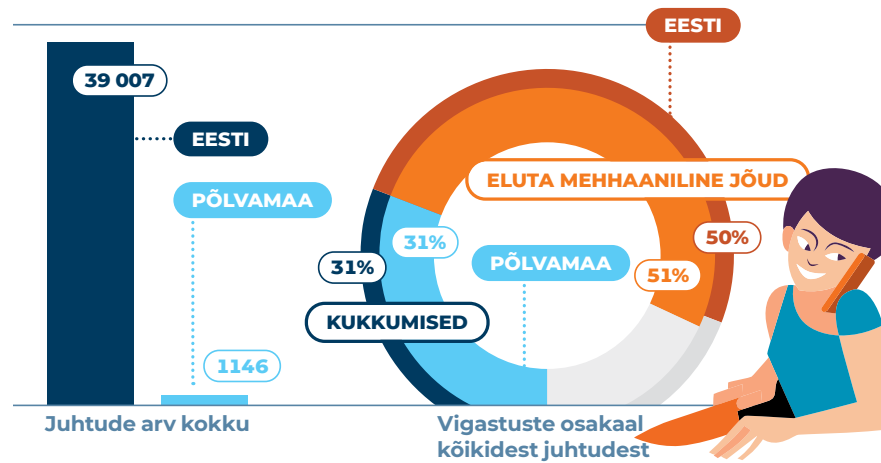 EESTI
39 007
EESTI
PÕLVAMAA
ELUTA MEHHAANILINE JÕUD
31%
50%
31%
PÕLVAMAA
51%
KUKKUMISED
1146
Juhtude arv kokku
Vigastuste osakaal
kõikidest juhtudest